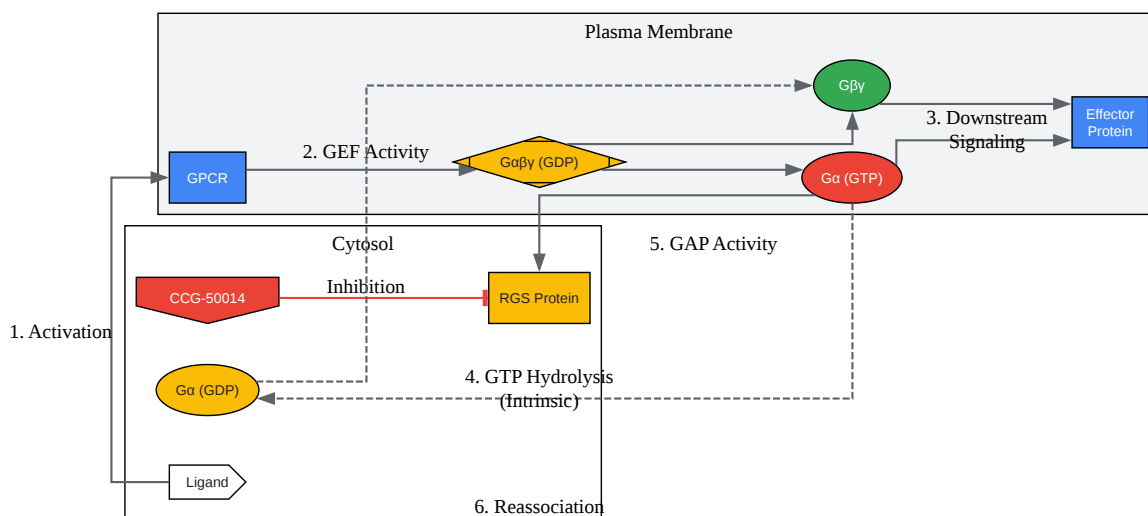 Plasma Membrane
Gβγ
Effector
Protein
3. Downstream
Signaling
2. GEF Activity
Gαβγ (GDP)
GPCR
Gα (GTP)
Cytosol
5. GAP Activity
CCG-50014
Inhibition
RGS Protein
1. Activation
Gα (GDP)
4. GTP Hydrolysis
(Intrinsic)
Ligand
6. Reassociation